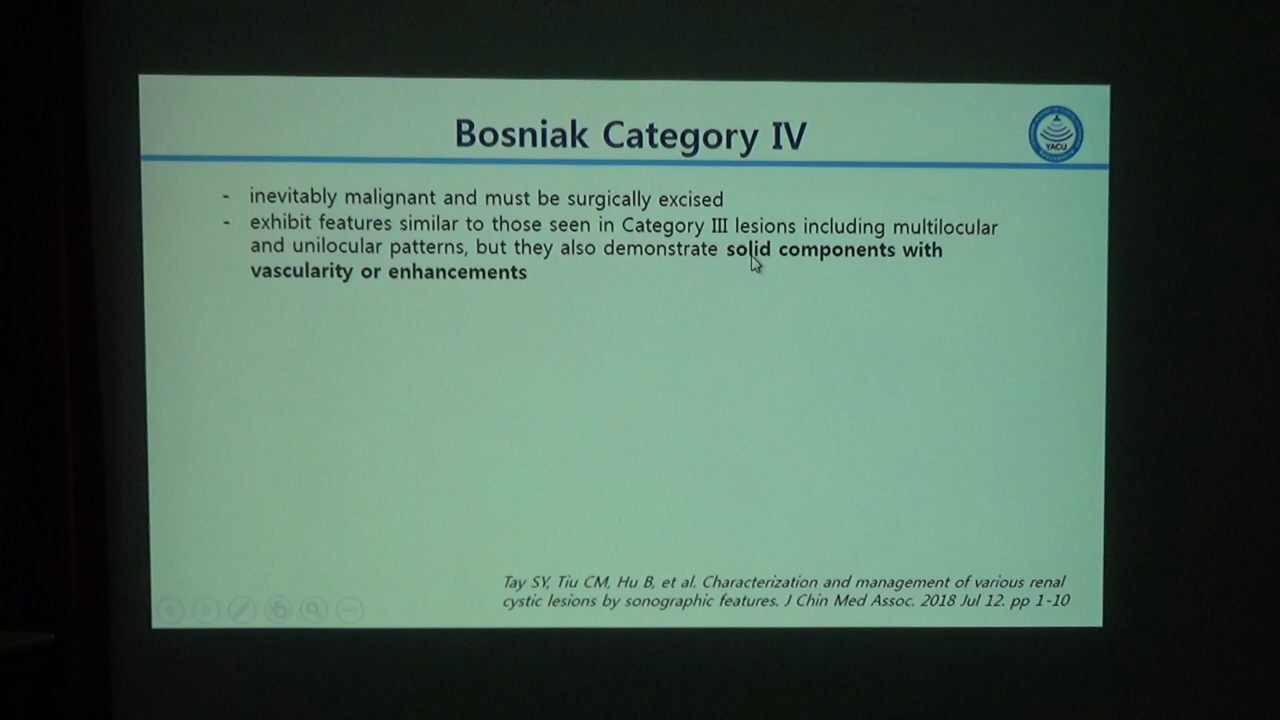 Bosniak Category IV
YACU
- inevitably malignant and must be surgically excised
- exhibit features similar to those seen in Category III lesions including multilocular
and unilocular patterns, but they also demonstrate solid components with
vascularity or enhancements
Tay SY, Tiu CM, Hu B, et al. Characterization and management of various renal
cystic lesions by sonographic features. J Chin Med Assoc. 2018 Jul 12. pp 1-10